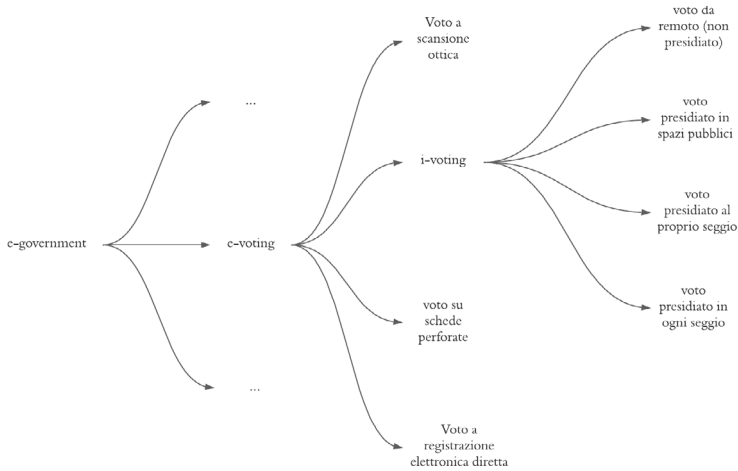 e-government
...
e-voting
...
Voto a
scansione
ottica
i-voting
voto su
schede
perforate
Voto a
registrazione
elettronica diretta
voto da
remoto (non
presidiato)
voto
presidiato in
spazi pubblici
voto
presidiato al
proprio seggio
voto
presidiato in
ogni seggio